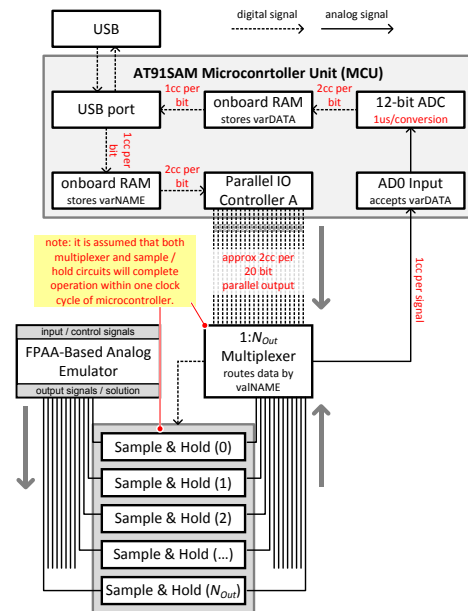 digital signal
analog signal
USB
AT91SAM Microconrtoller Unit (MCU)
USB port
1cc per
bit
onboard RAM
stores varDATA
2cc per
bit
12-bit ADC
1us/conversion
1cc per
bit
onboard RAM
stores varNAME
2cc per
bit
Parallel IO
Controller A
AD0 Input
accepts varDATA
note: it is assumed that both
multiplexer and sample /
hold circuits will complete
operation within one clock
cycle of microcontroller.
approx 2cc per
20 bit
parallel output
1cc per signal
input / control signals
FPAA-Based Analog
Emulator
output signals / solution
1:NOut
Multiplexer
routes data by
valNAME
Sample & Hold (0)
Sample & Hold (1)
Sample & Hold (2)
Sample & Hold (…)
Sample & Hold (NOut)